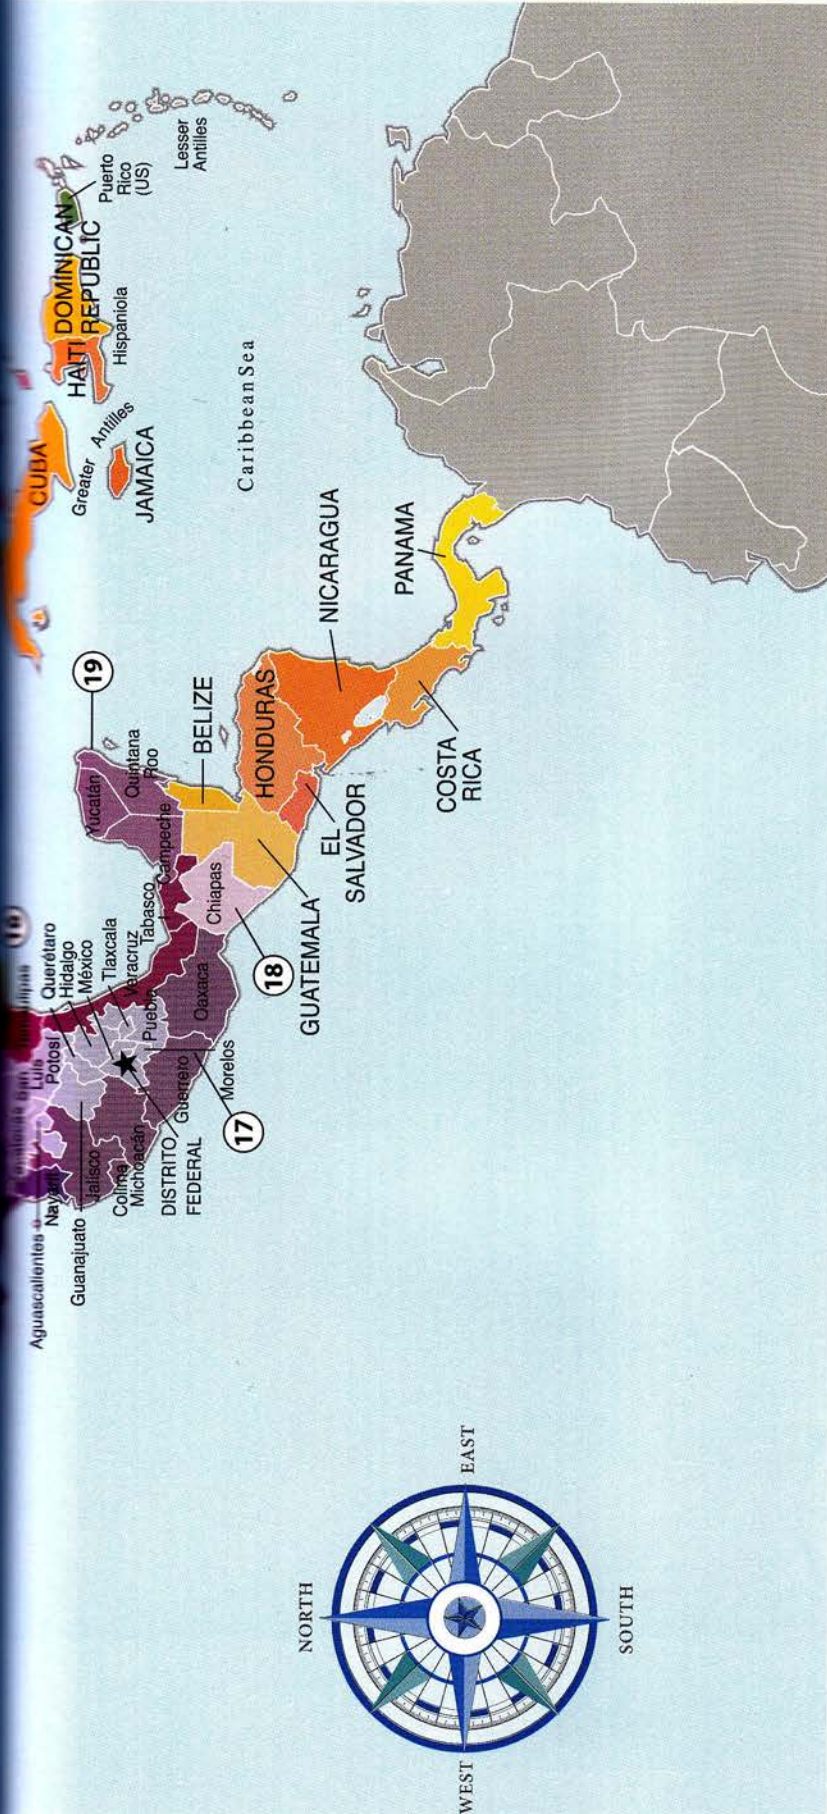 Luis
Potosí
Querétaro
Hidalgo
México
Tlaxcala
Veracruz
Tabasco
Campeche
Yucatán
Quintana
Roo
19
Aguascalientes
Nayarit
Guanajuato
Jalisco
Colima
Michoacán
DISTRITO
FEDERAL
Guerrero
Morelos
17
Puebla
Oaxaca
Chiapas
18
GUATEMALA
BELIZE
HONDURAS
EL
SALVADOR
NICARAGUA
COSTA
RICA
PANAMA
CUBA
Greater
Antilles
JAMAICA
HAITI
DOMINICAN
REPUBLIC
Hispaniola
Puerto
Rico
(US)
Lesser
Antilles
Caribbean Sea
NORTH
WEST
EAST
SOUTH